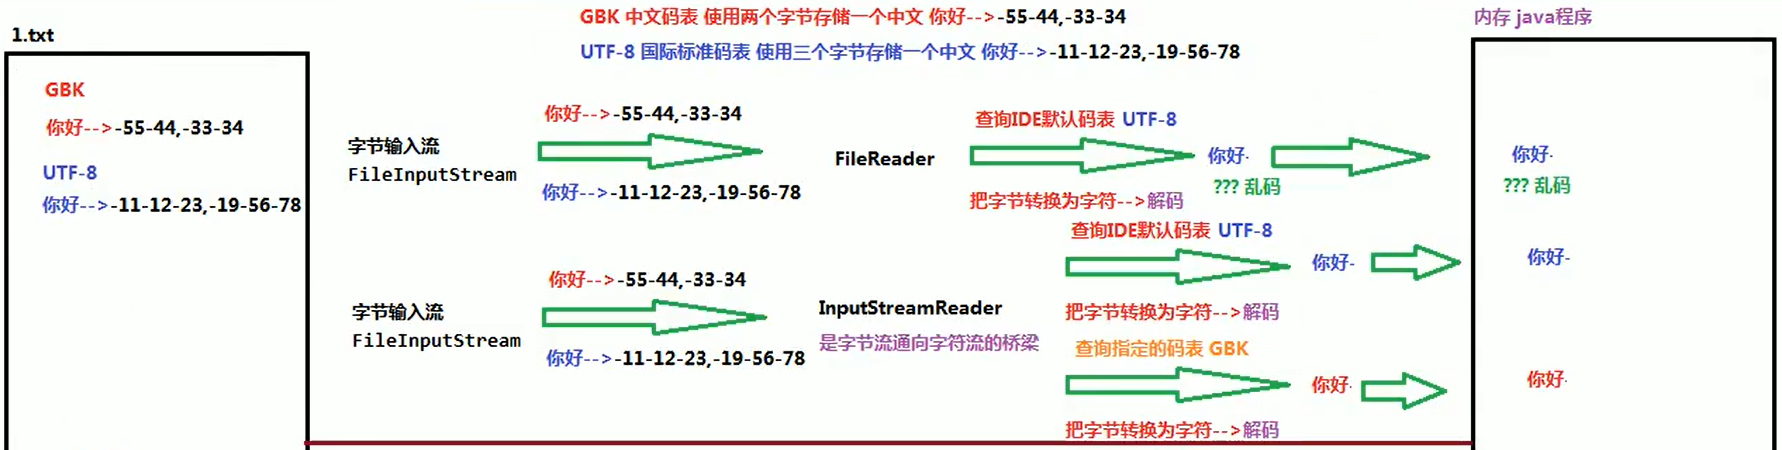 GBK 中文码表 使用两个字节存储一个中文 你好-->-55-44,-33-34
UTF-8 国际标准码表 使用三个字节存储一个中文 你好-->-11-12-23,-19-56-78
内存 java程序
1.txt
GBK
你好-->-55-44,-33-34
UTF-8
你好-->-11-12-23,-19-56-78
字节输入流
FileInputStream
你好-->-55-44,-33-34
你好-->-11-12-23,-19-56-78
FileReader
查询IDE默认码表 UTF-8
把字节转换为字符-->解码
你好·
??? 乱码
你好·
??? 乱码
字节输入流
FileInputStream
你好-->-55-44,-33-34
你好-->-11-12-23,-19-56-78
InputStreamReader
是字节流通向字符流的桥梁
查询IDE默认码表 UTF-8
把字节转换为字符-->解码
你好-
你好-
查询指定的码表 GBK
把字节转换为字符-->解码
你好·
你好·